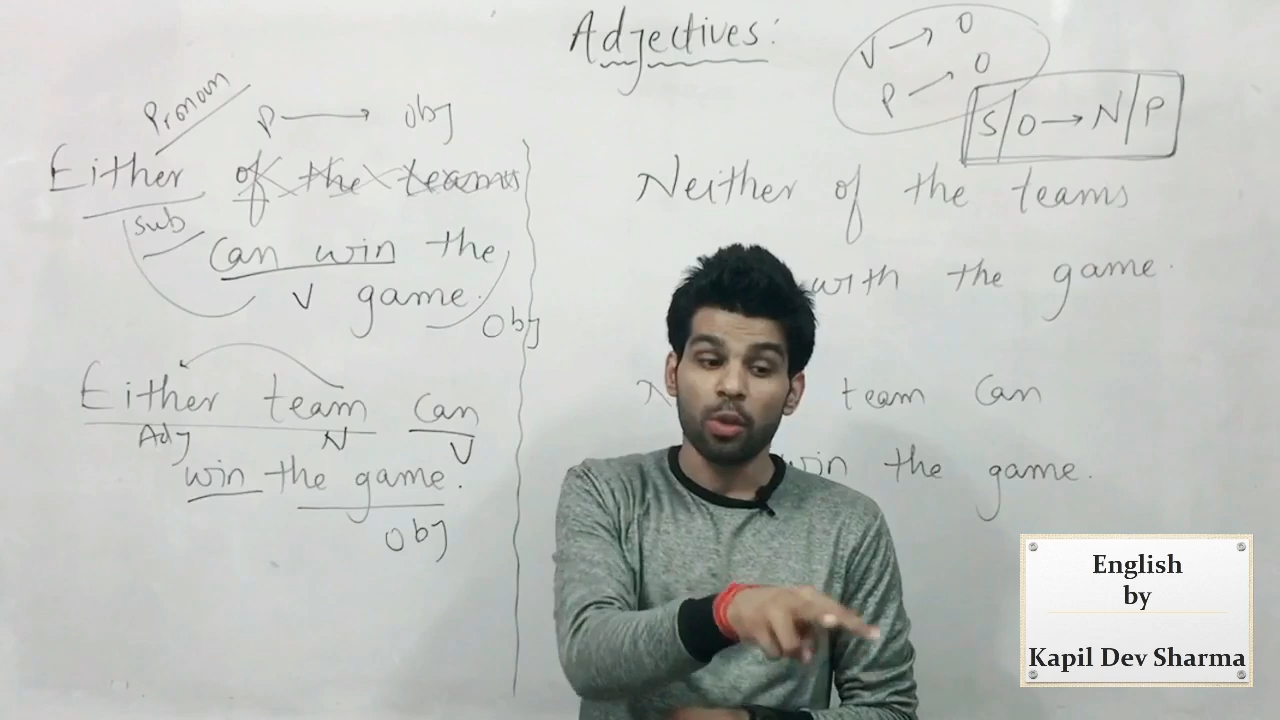 Adjectives:
V → O
P → O
S/O → N/P
Pronoun
P → Obj
Either of the teams
sub
can win the
V game.
Obj
Either team can
Adj N V
win the game.
Obj
Neither of the teams
with the game.
team can
win the game.
English
by
Kapil Dev Sharma